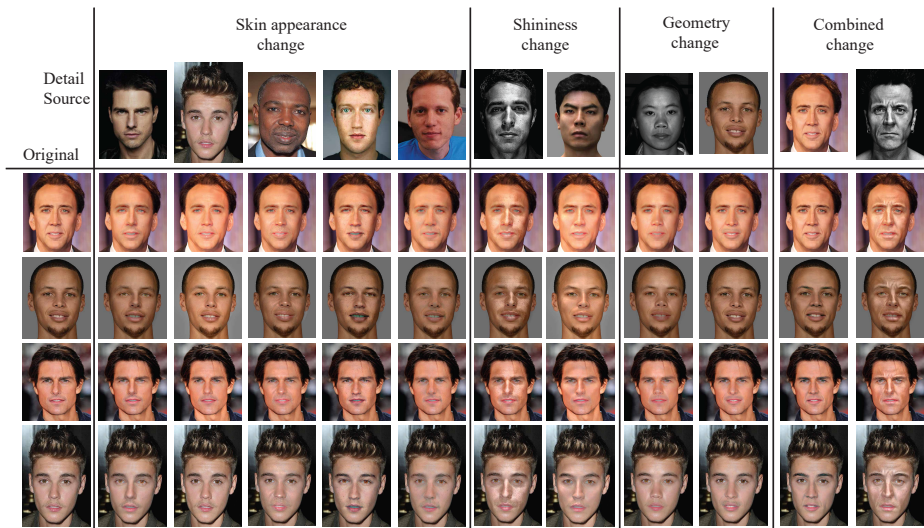 Skin appearance
change
Shininess
change
Geometry
change
Combined
change
Detail
Source
Original